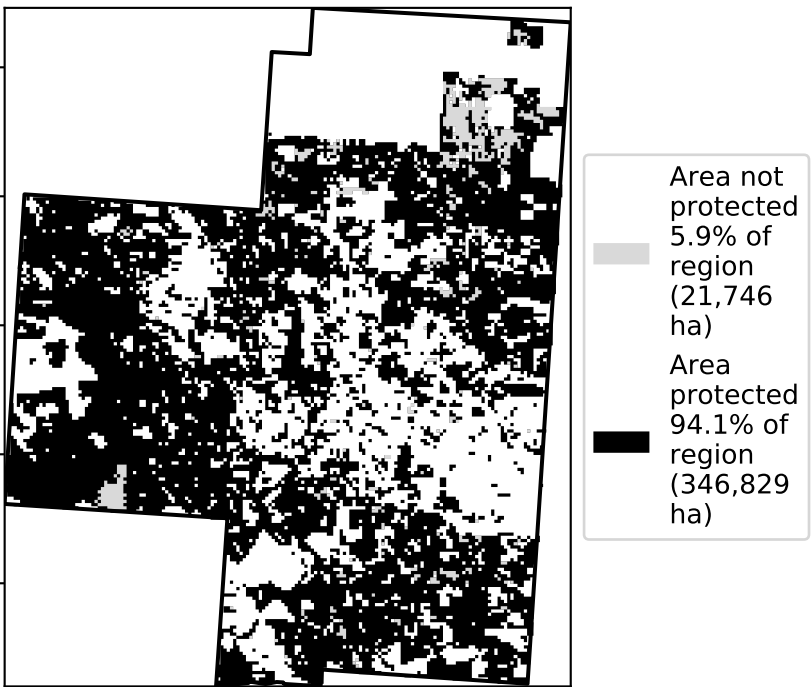 Area not
protected
5.9% of
region
(21,746
ha)
Area
protected
94.1% of
region
(346,829
ha)